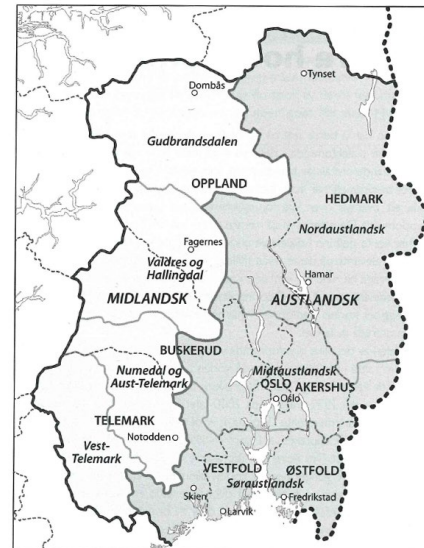 Tynset
Dombås
Gudbrandsdalen
OPPLAND
HEDMARK
Nordaustlandsk
Fagernes
Valdres og
Hallingdal
Hamar
MIDLANDSK
AUSTLANDSK
BUSKERUD
Numedal og
Aust-Telemark
Midtaustlandsk
OSLO
AKERSHUS
Oslo
TELEMARK
Vest-
Telemark
Notodden
VESTFOLD
ØSTFOLD
Søraustlandsk
Skien
Fredrikstad
Larvik